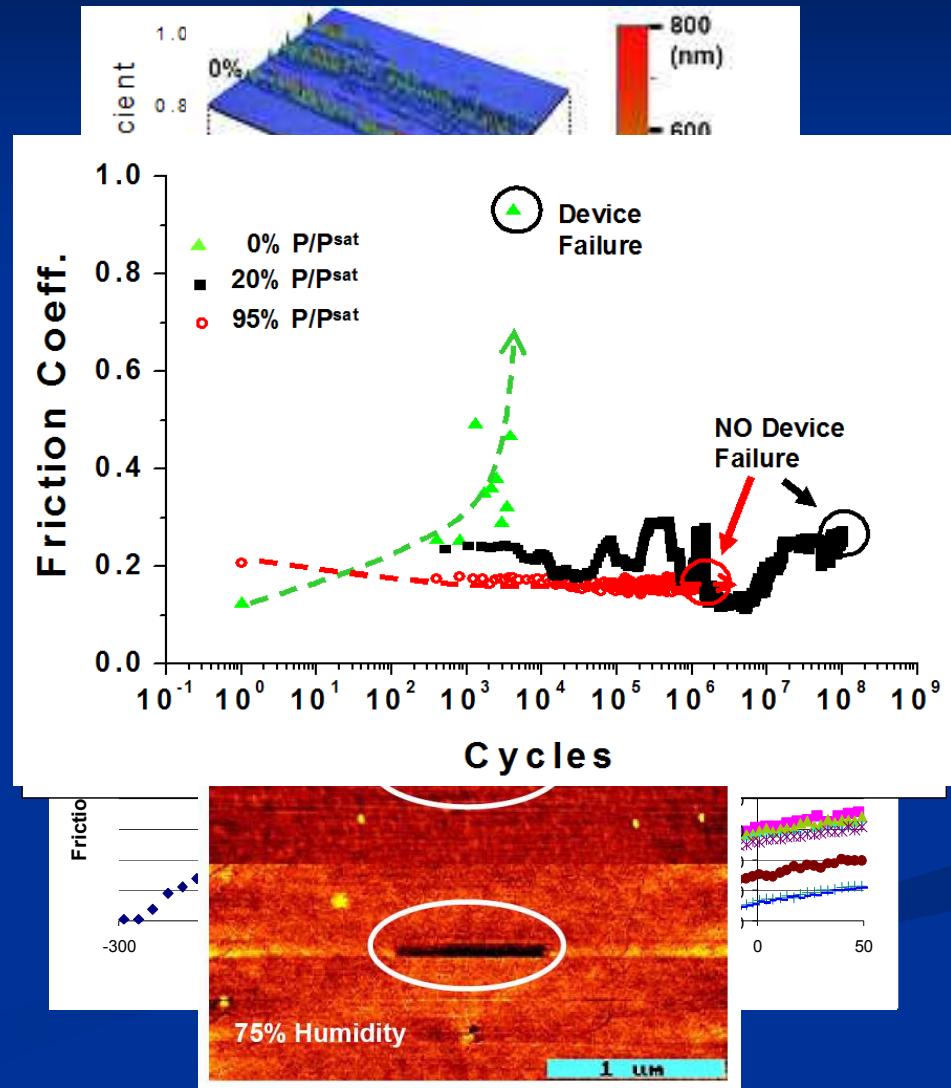 1.0
0%
0.8
cient
800
(nm)
600
1.0
0.8
0.6
0.4
0.2
0.0
Friction Coeff.
0% P/Psat
20% P/Psat
95% P/Psat
Device
Failure
NO Device
Failure
10⁻¹ 10⁰ 10¹ 10² 10³ 10⁴ 10⁵ 10⁶ 10⁷ 10⁸ 10⁹
Cycles
Frictio
-300
0
50
75% Humidity
1 um